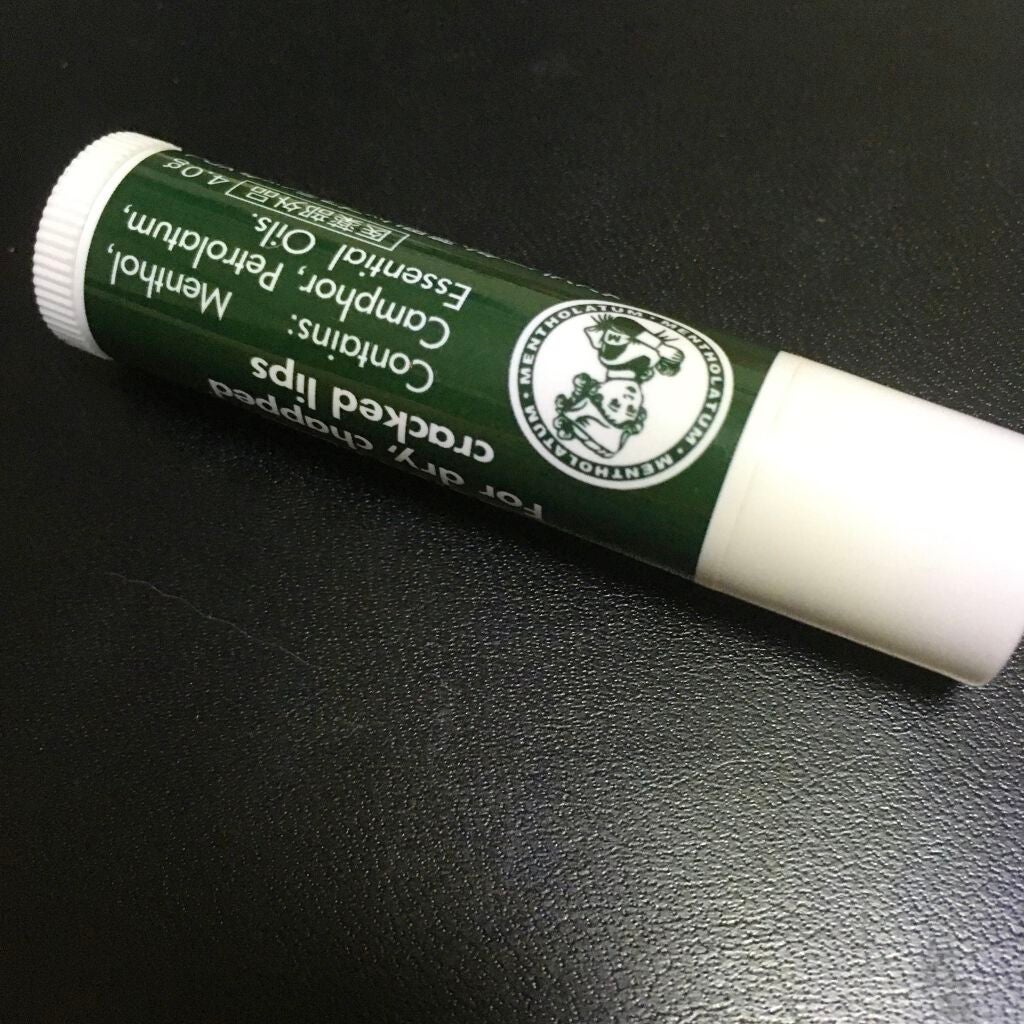 MENTHOLATUM • MENTHOLATUM • MENTHOLATUM •
For dry, chapped
cracked lips
Contains: Menthol,
Camphor, Petrolatum,
Essential Oils.
医薬部外品 4.0g